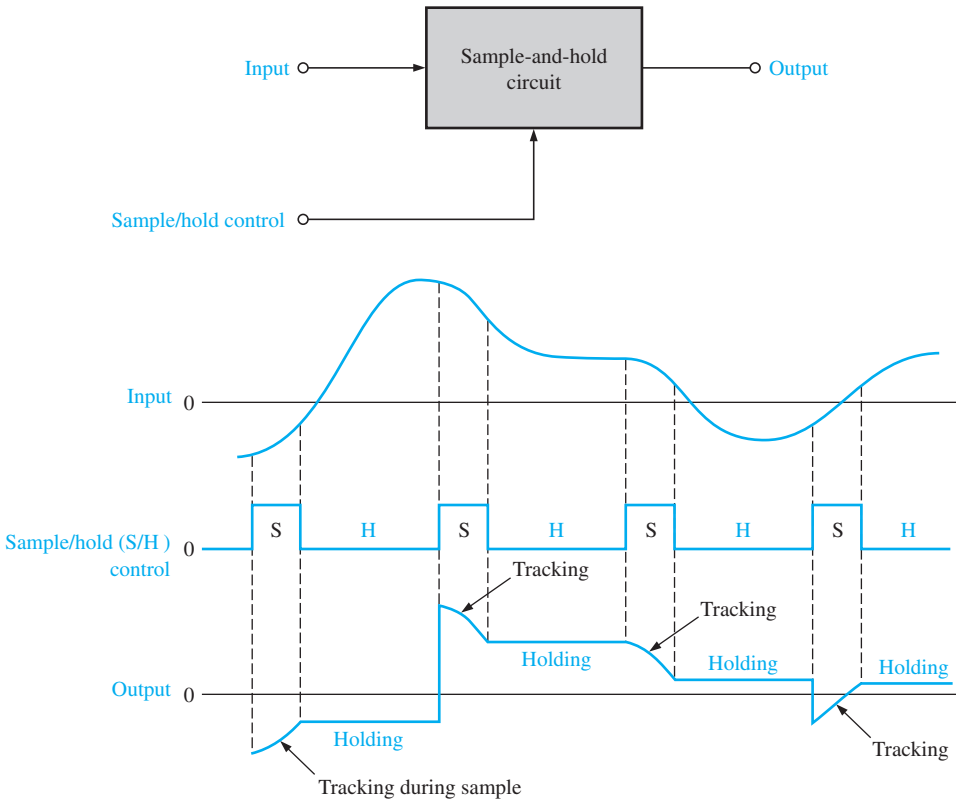 Sample-and-hold
circuit
Input
Output
Sample/hold control
Input 0
S H S H S H S H
Sample/hold (S/H ) 0
control
Tracking
Tracking
Holding
Holding
Holding
Output 0
Holding
Tracking
Tracking during sample